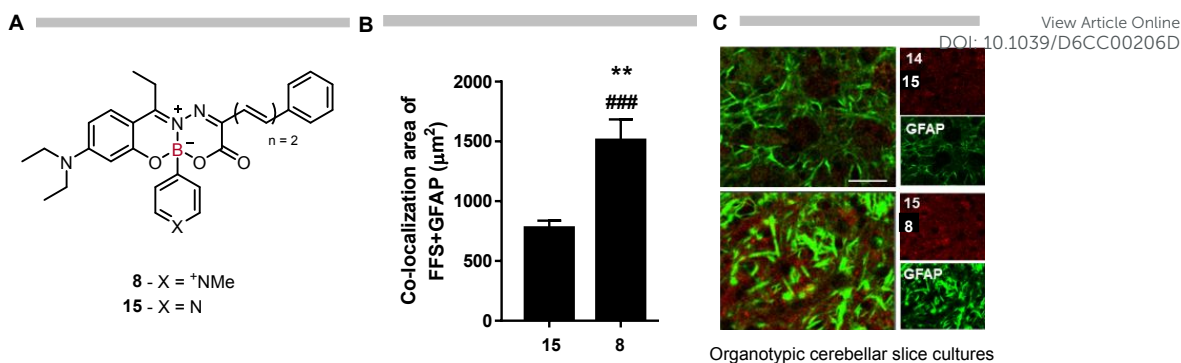 A
B
C
View Article Online
DOI: 10.1039/D6CC00206D
N
+
N
n = 2
B
−
N
O
O
O
X
8 - X = ⁺NMe
15 - X = N
Co-localization area of
FFS+GFAP (µm²)
2000
1500
1000
500
0
**
###
15
8
14
15
GFAP
15
8
GFAP
Organotypic cerebellar slice cultures